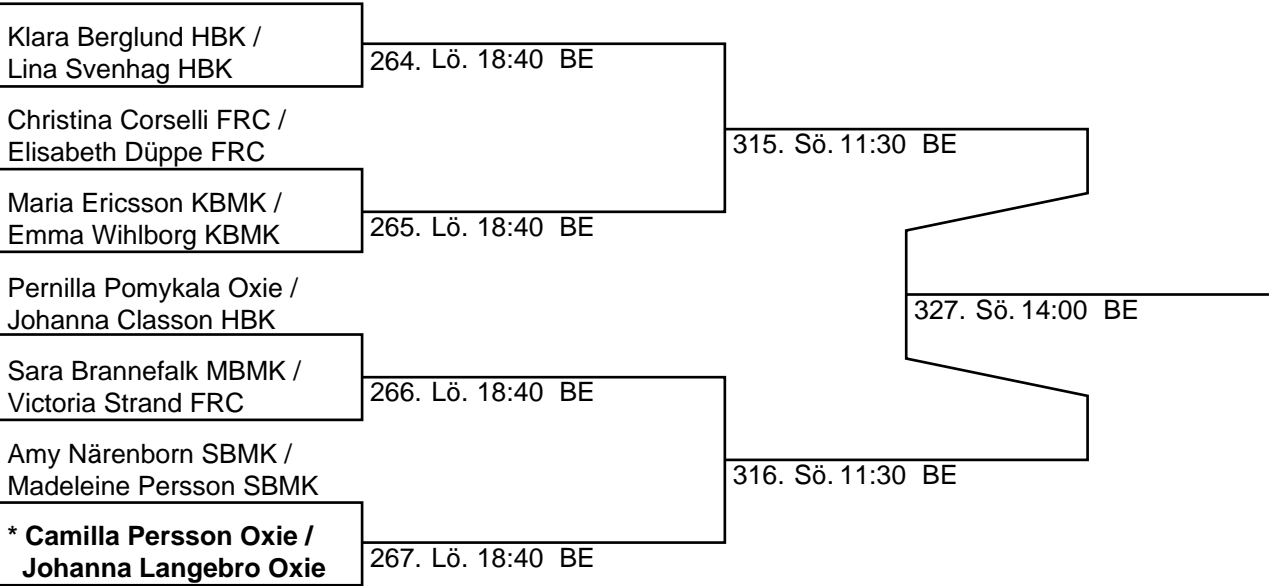 Klara Berglund HBK /
Lina Svenhag HBK
264. Lö. 18:40 BE
Christina Corselli FRC /
Elisabeth Düppe FRC
315. Sö. 11:30 BE
Maria Ericsson KBMK /
Emma Wihlborg KBMK
265. Lö. 18:40 BE
Pernilla Pomykala Oxie /
Johanna Classon HBK
327. Sö. 14:00 BE
Sara Brannefalk MBMK /
Victoria Strand FRC
266. Lö. 18:40 BE
Amy Närenborn SBMK /
Madeleine Persson SBMK
316. Sö. 11:30 BE
* Camilla Persson Oxie /
Johanna Langebro Oxie
267. Lö. 18:40 BE